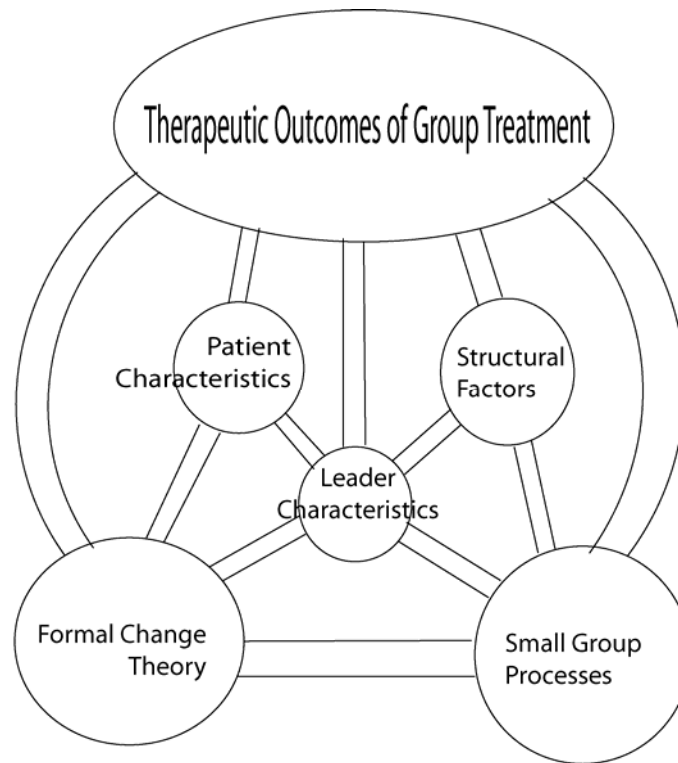 Therapeutic Outcomes of Group Treatment
Patient
Characteristics
Structural
Factors
Leader
Characteristics
Formal Change
Theory
Small Group
Processes